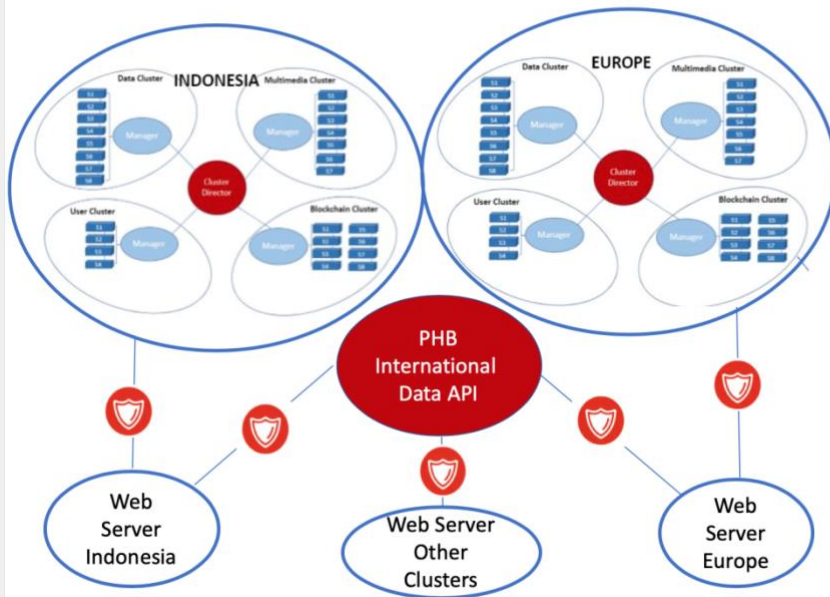 INDONESIA
Data Cluster
S1
S2
S3
S4
S5
S6
S7
S8
Manager
Multimedia Cluster
Manager
S1
S2
S3
S4
S5
S6
S7
Cluster
Director
User Cluster
S1
S2
S3
S4
Manager
Blockchain Cluster
Manager
S1
S2
S3
S4
S5
S6
S7
S8
EUROPE
Data Cluster
S1
S2
S3
S4
S5
S6
S7
S8
Manager
Multimedia Cluster
Manager
S1
S2
S3
S4
S5
S6
S7
Cluster
Director
User Cluster
S1
S2
S3
S4
Manager
Blockchain Cluster
Manager
S1
S2
S3
S4
S5
S6
S7
S8
PHB
International
Data API
Web
Server
Indonesia
Web Server
Other
Clusters
Web
Server
Europe